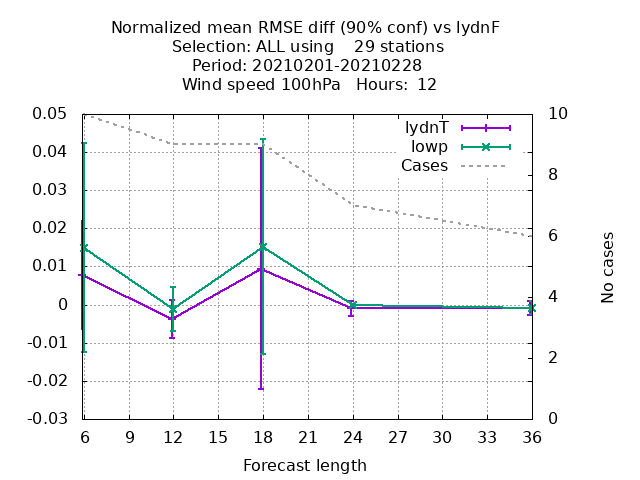 Normalized mean RMSE diff (90% conf) vs lydnF
Selection: ALL using    29 stations
Period: 20210201-20210228
Wind speed 100hPa   Hours:  12
0.05
0.04
0.03
0.02
0.01
0
-0.01
-0.02
-0.03
lydnT
lowp
Cases
10
8
6
4
2
0
No cases
6 9 12 15 18 21 24 27 30 33 36
Forecast length